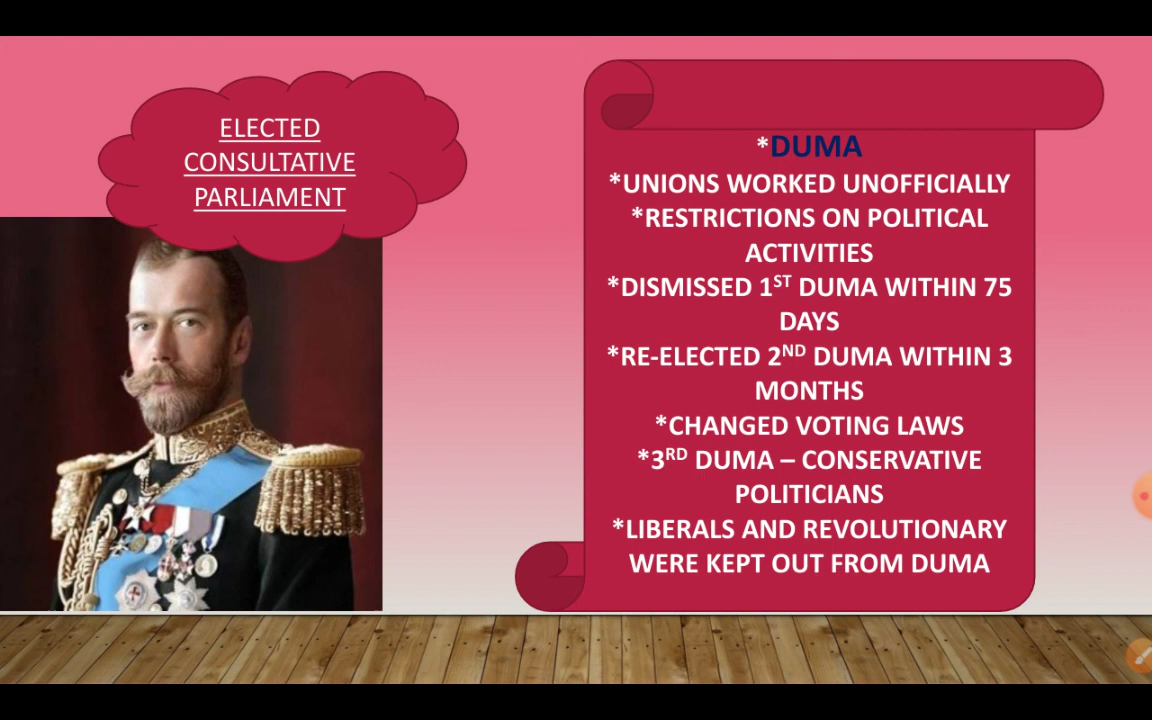 ELECTED
CONSULTATIVE
PARLIAMENT
*DUMA
*UNIONS WORKED UNOFFICIALLY
*RESTRICTIONS ON POLITICAL
ACTIVITIES
*DISMISSED 1ST DUMA WITHIN 75
DAYS
*RE-ELECTED 2ND DUMA WITHIN 3
MONTHS
*CHANGED VOTING LAWS
*3RD DUMA – CONSERVATIVE
POLITICIANS
*LIBERALS AND REVOLUTIONARY
WERE KEPT OUT FROM DUMA